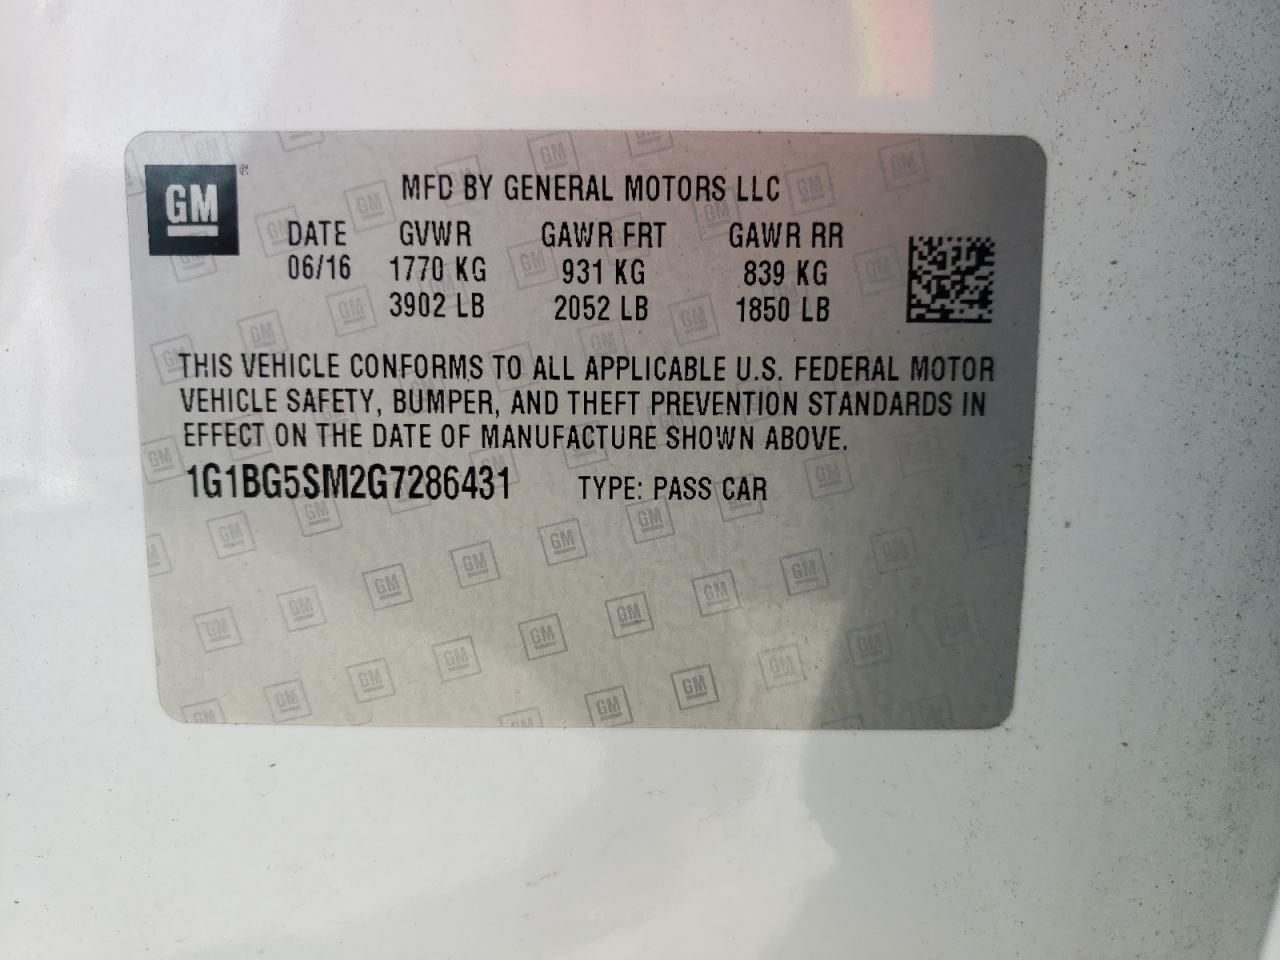 GM
MFD BY GENERAL MOTORS LLC
DATE GVWR GAWR FRT GAWR RR
06/16 1770 KG 931 KG 839 KG
3902 LB 2052 LB 1850 LB
THIS VEHICLE CONFORMS TO ALL APPLICABLE U.S. FEDERAL MOTOR
VEHICLE SAFETY, BUMPER, AND THEFT PREVENTION STANDARDS IN
EFFECT ON THE DATE OF MANUFACTURE SHOWN ABOVE.
1G1BG5SM2G7286431 TYPE: PASS CAR